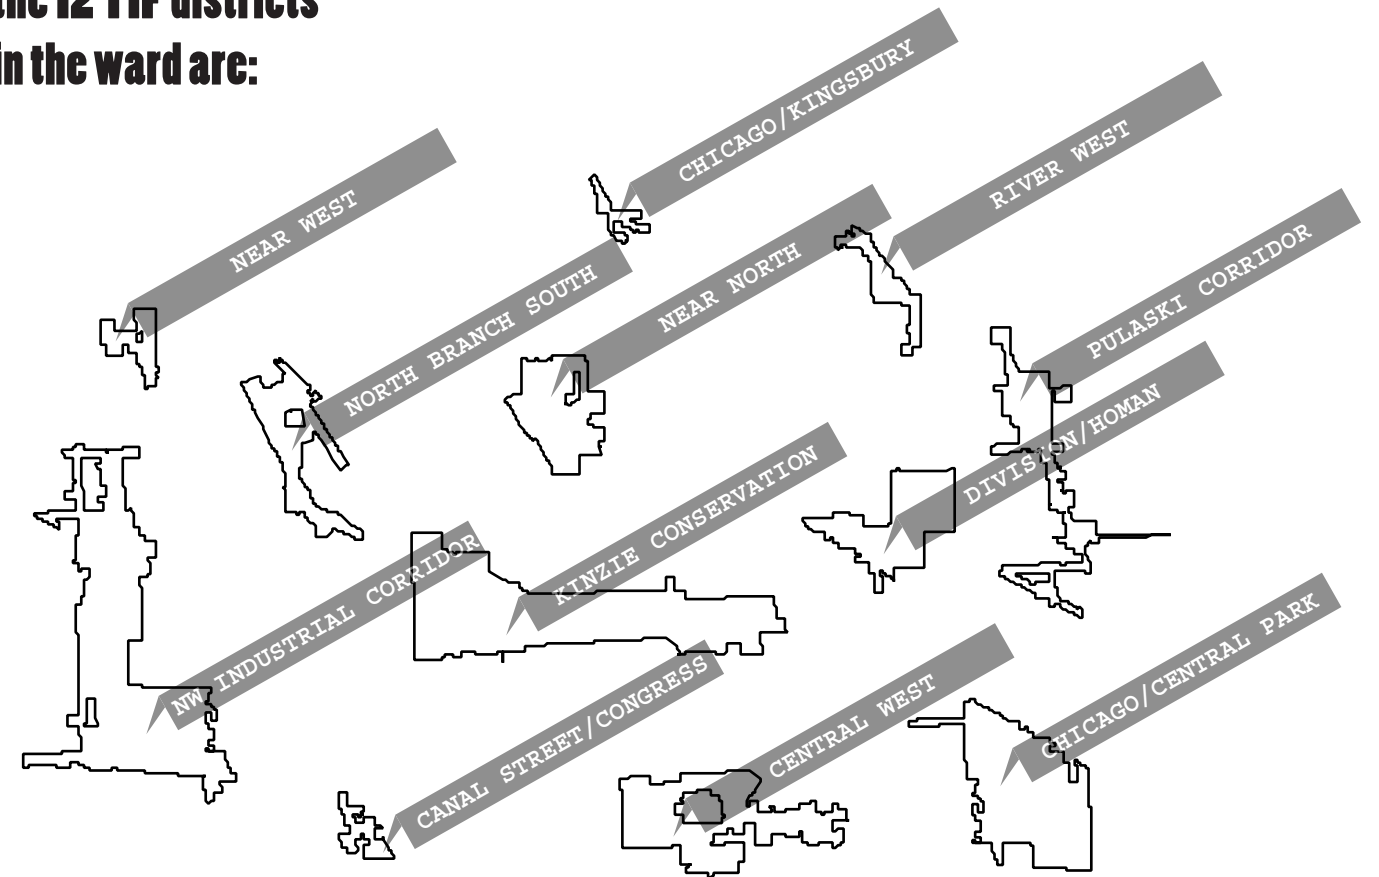 the 12 TIF districts
in the ward are:
CHICAGO/KINGSBURY
RIVER WEST
NEAR WEST
NEAR NORTH
NORTH BRANCH SOUTH
PULASKI CORRIDOR
DIVISION/HOMAN
KINZIE CONSERVATION
NW INDUSTRIAL CORRIDOR
CANAL STREET/CONGRESS
CENTRAL WEST
CHICAGO/CENTRAL PARK